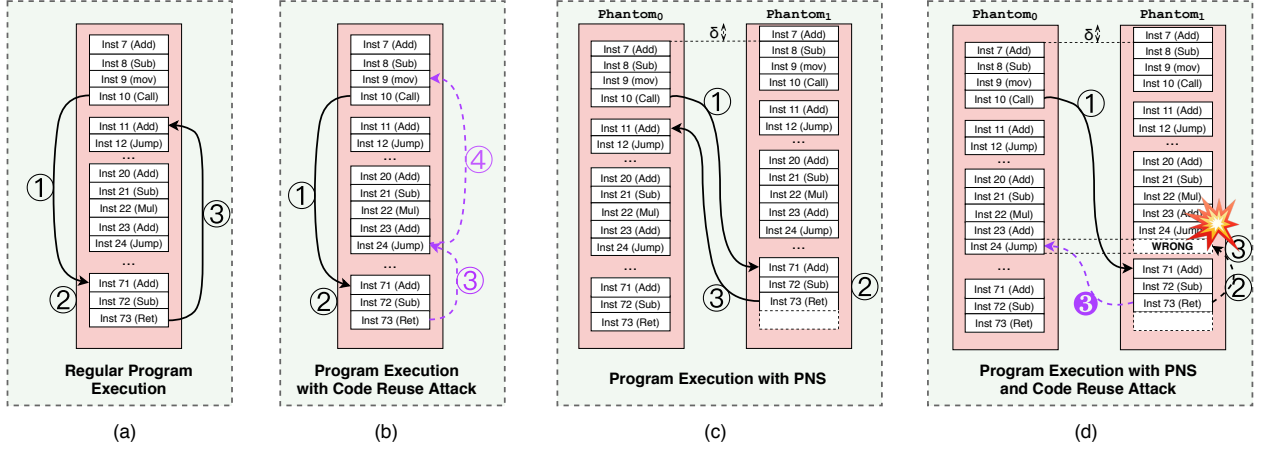 Inst 7 (Add)
Inst 8 (Sub)
Inst 9 (mov)
Inst 10 (Call)
Inst 11 (Add)
Inst 12 (Jump)
...
Inst 20 (Add)
Inst 21 (Sub)
Inst 22 (Mul)
Inst 23 (Add)
Inst 24 (Jump)
...
Inst 71 (Add)
Inst 72 (Sub)
Inst 73 (Ret)
①
②
③
Regular Program
Execution
(a)
Inst 7 (Add)
Inst 8 (Sub)
Inst 9 (mov)
Inst 10 (Call)
Inst 11 (Add)
Inst 12 (Jump)
...
Inst 20 (Add)
Inst 21 (Sub)
Inst 22 (Mul)
Inst 23 (Add)
Inst 24 (Jump)
...
Inst 71 (Add)
Inst 72 (Sub)
Inst 73 (Ret)
①
②
③
④
Program Execution
with Code Reuse Attack
(b)
Phantom₀
Inst 7 (Add)
Inst 8 (Sub)
Inst 9 (mov)
Inst 10 (Call)
Inst 11 (Add)
Inst 12 (Jump)
...
Inst 20 (Add)
Inst 21 (Sub)
Inst 22 (Mul)
Inst 23 (Add)
Inst 24 (Jump)
...
Inst 71 (Add)
Inst 72 (Sub)
Inst 73 (Ret)
δ
①
③
Phantom₁
Inst 7 (Add)
Inst 8 (Sub)
Inst 9 (mov)
Inst 10 (Call)
Inst 11 (Add)
Inst 12 (Jump)
...
Inst 20 (Add)
Inst 21 (Sub)
Inst 22 (Mul)
Inst 23 (Add)
Inst 24 (Jump)
Inst 71 (Add)
Inst 72 (Sub)
Inst 73 (Ret)
②
Program Execution with PNS
(c)
Phantom₀
Inst 7 (Add)
Inst 8 (Sub)
Inst 9 (mov)
Inst 10 (Call)
Inst 11 (Add)
Inst 12 (Jump)
...
Inst 20 (Add)
Inst 21 (Sub)
Inst 22 (Mul)
Inst 23 (Add)
Inst 24 (Jump)
...
Inst 71 (Add)
Inst 72 (Sub)
Inst 73 (Ret)
δ
①
❸
Phantom₁
Inst 7 (Add)
Inst 8 (Sub)
Inst 9 (mov)
Inst 10 (Call)
Inst 11 (Add)
Inst 12 (Jump)
...
Inst 20 (Add)
Inst 21 (Sub)
Inst 22 (Mul)
Inst 23 (Add)
Inst 24 (Jump
WRONG
Inst 71 (Add)
Inst 72 (Sub)
Inst 73 (Ret)
③
②
Program Execution with PNS
and Code Reuse Attack
(d)